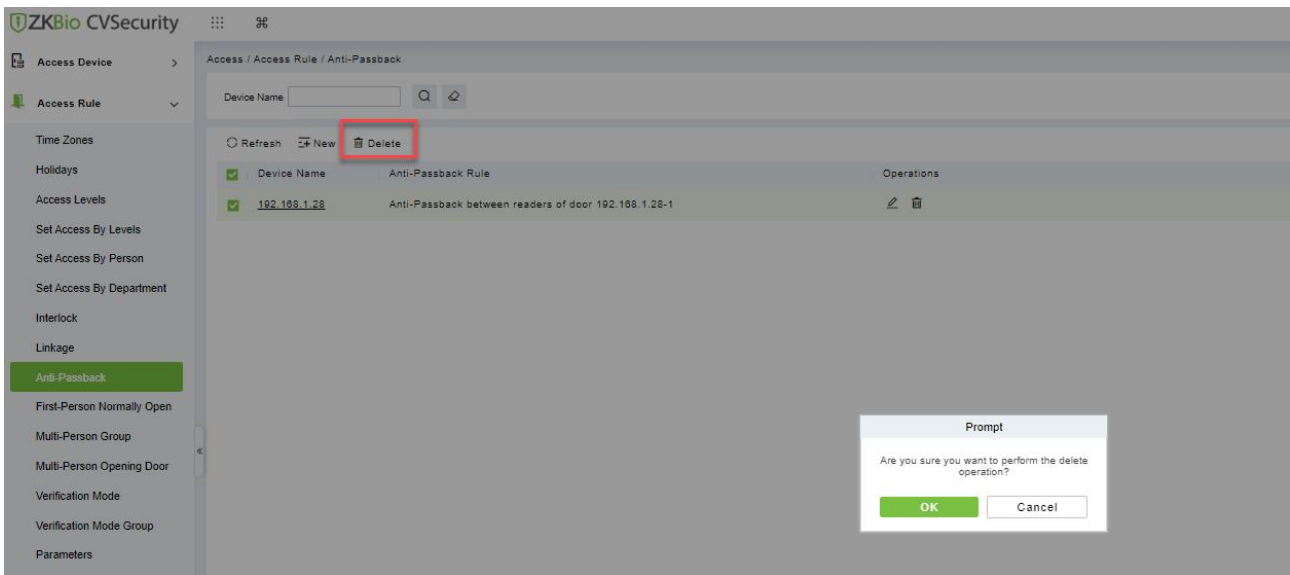 ZKBio CVSecurity
Access Device
Access Rule
Time Zones
Holidays
Access Levels
Set Access By Levels
Set Access By Person
Set Access By Department
Interlock
Linkage
Anti-Passback
First-Person Normally Open
Multi-Person Group
Multi-Person Opening Door
Verification Mode
Verification Mode Group
Parameters
Access / Access Rule / Anti-Passback
Device Name
Refresh New Delete
Device Name Anti-Passback Rule Operations
192.168.1.28 Anti-Passback between readers of door 192.168.1.28-1
Prompt
Are you sure you want to perform the delete
operation?
OK Cancel